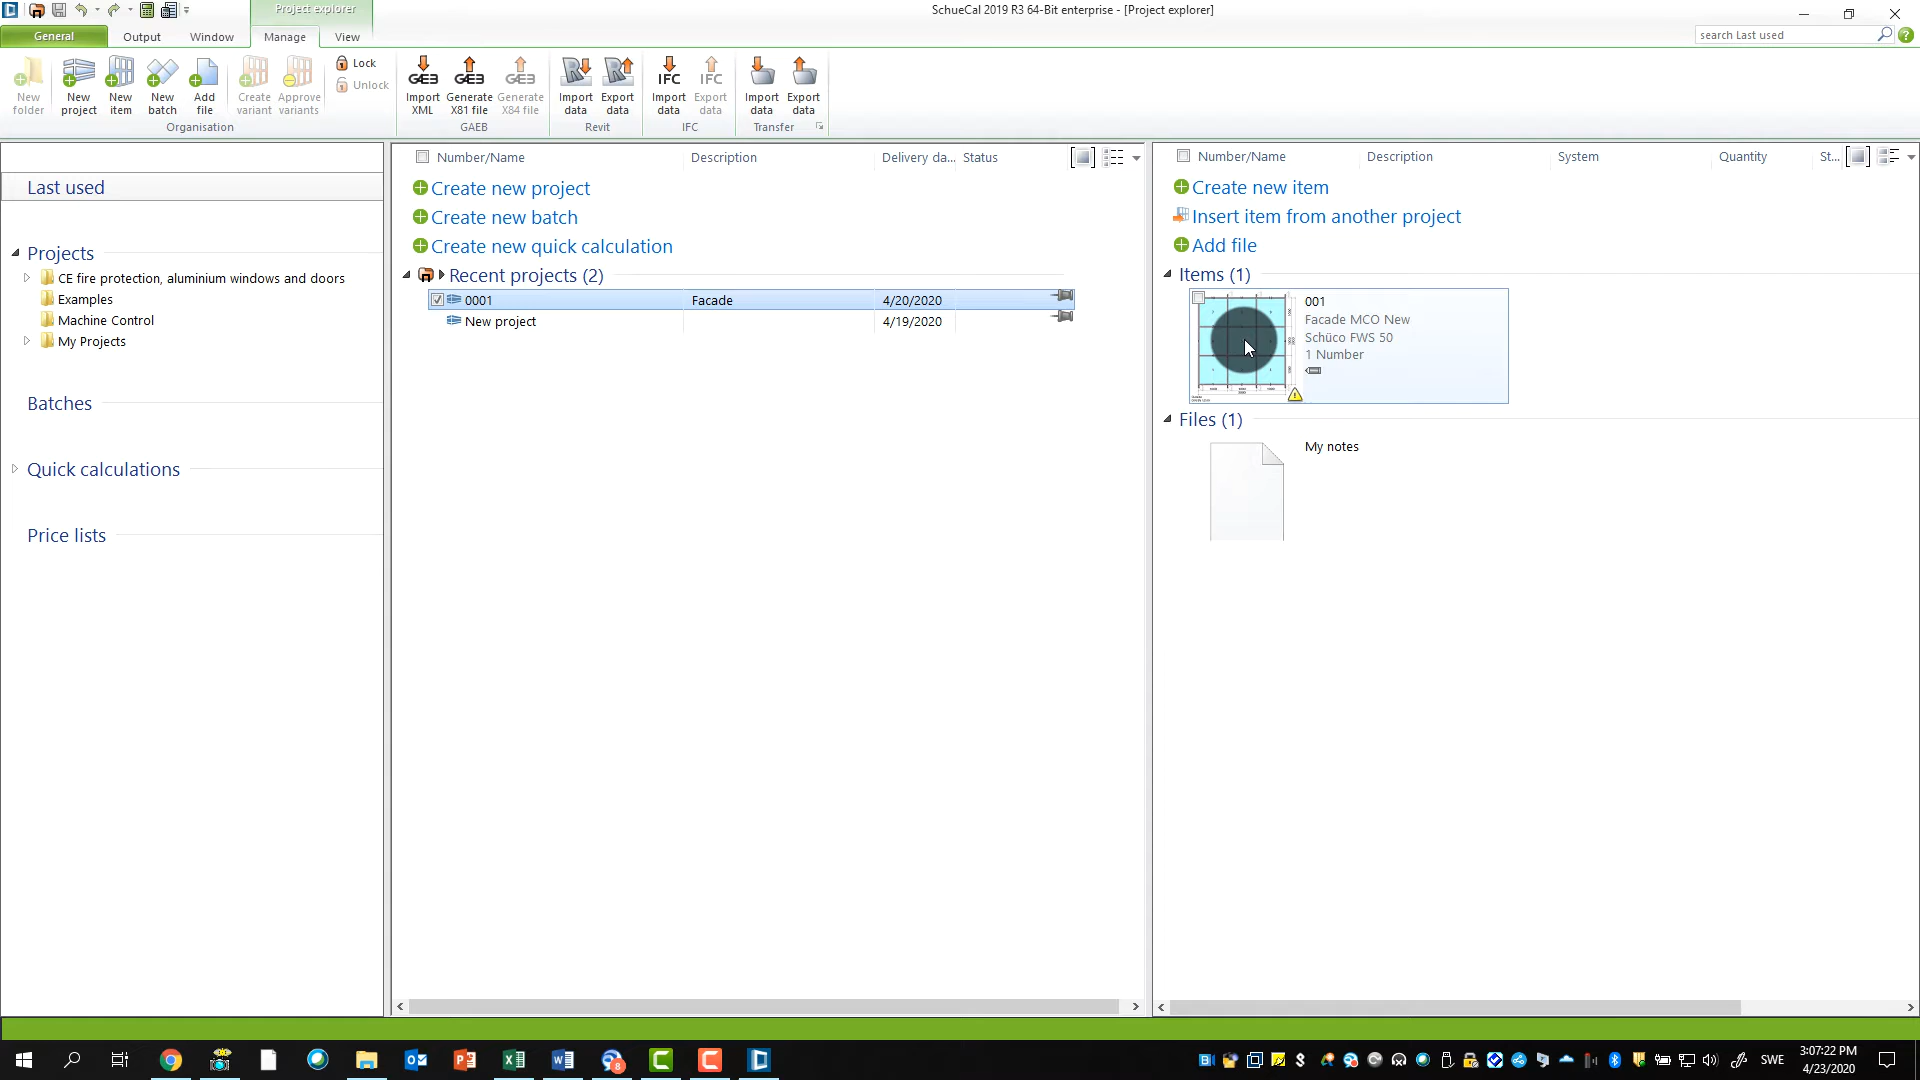 Project explorer
SchueCal 2019 R3 64-Bit enterprise - [Project explorer]
General
Output
Window
Manage
View
search Last used
New folder
New project
New item
New batch
Add file
Create variant
Approve variants
Lock
Unlock
Organisation
Import XML
Generate X81 file
Generate X84 file
GAEB
Import data
Export data
Revit
IFC
Import data
IFC
Export data
IFC
Import data
Export data
Transfer
Last used
Projects
CE fire protection, aluminium windows and doors
Examples
Machine Control
My Projects
Batches
Quick calculations
Price lists
Number/Name Description Delivery da... Status
Create new project
Create new batch
Create new quick calculation
Recent projects (2)
0001 Facade 4/20/2020
New project 4/19/2020
Number/Name Description System Quantity St...
Create new item
Insert item from another project
Add file
Items (1)
001
Facade MCO New
Schüco FWS 50
1 Number
Files (1)
My notes
SWE
3:07:22 PM
4/23/2020